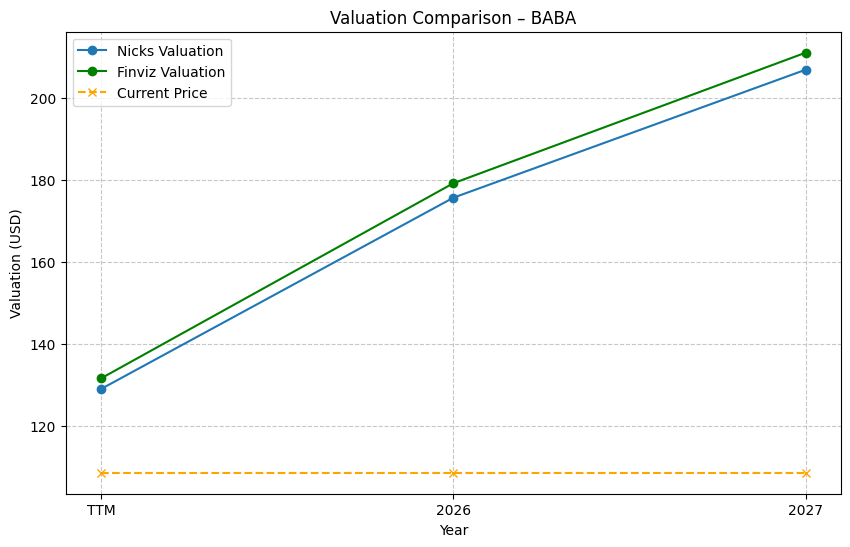 Valuation Comparison – BABA
Nicks Valuation
Finviz Valuation
Current Price
Valuation (USD)
200
180
160
140
120
TTM
2026
2027
Year